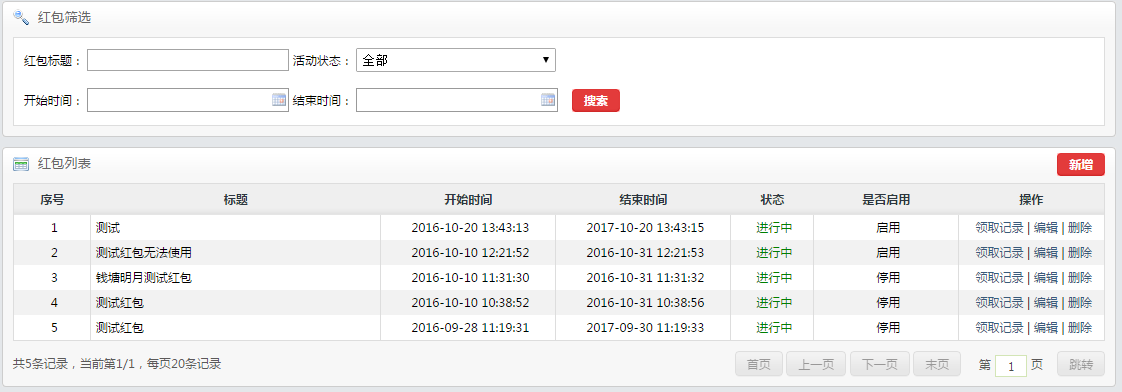 红包筛选
红包标题： 活动状态： 全部
开始时间： 结束时间： 搜索
红包列表 新增
序号 标题 开始时间 结束时间 状态 是否启用 操作
1 测试 2016-10-20 13:43:13 2017-10-20 13:43:15 进行中 启用 领取记录 | 编辑 | 删除
2 测试红包无法使用 2016-10-10 12:21:52 2016-10-31 12:21:53 进行中 启用 领取记录 | 编辑 | 删除
3 钱塘明月测试红包 2016-10-10 11:31:30 2016-10-31 11:31:32 进行中 停用 领取记录 | 编辑 | 删除
4 测试红包 2016-10-10 10:38:52 2016-10-31 10:38:56 进行中 停用 领取记录 | 编辑 | 删除
5 测试红包 2016-09-28 11:19:31 2017-09-30 11:19:33 进行中 停用 领取记录 | 编辑 | 删除
共5条记录，当前第1/1，每页20条记录 首页 上一页 下一页 末页 第 1 页 跳转